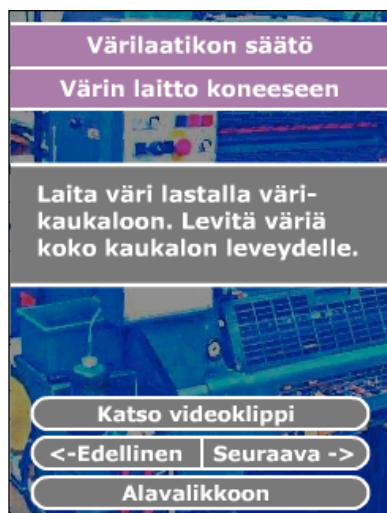 Värilaatikon säätö
Värin laitto koneeseen
Laita väri lastalla väri-
kaukaloon. Levitä väriä
koko kaukalon leveydelle.
Katso videoklippi
<-Edellinen Seuraava ->
Alavalikkoon